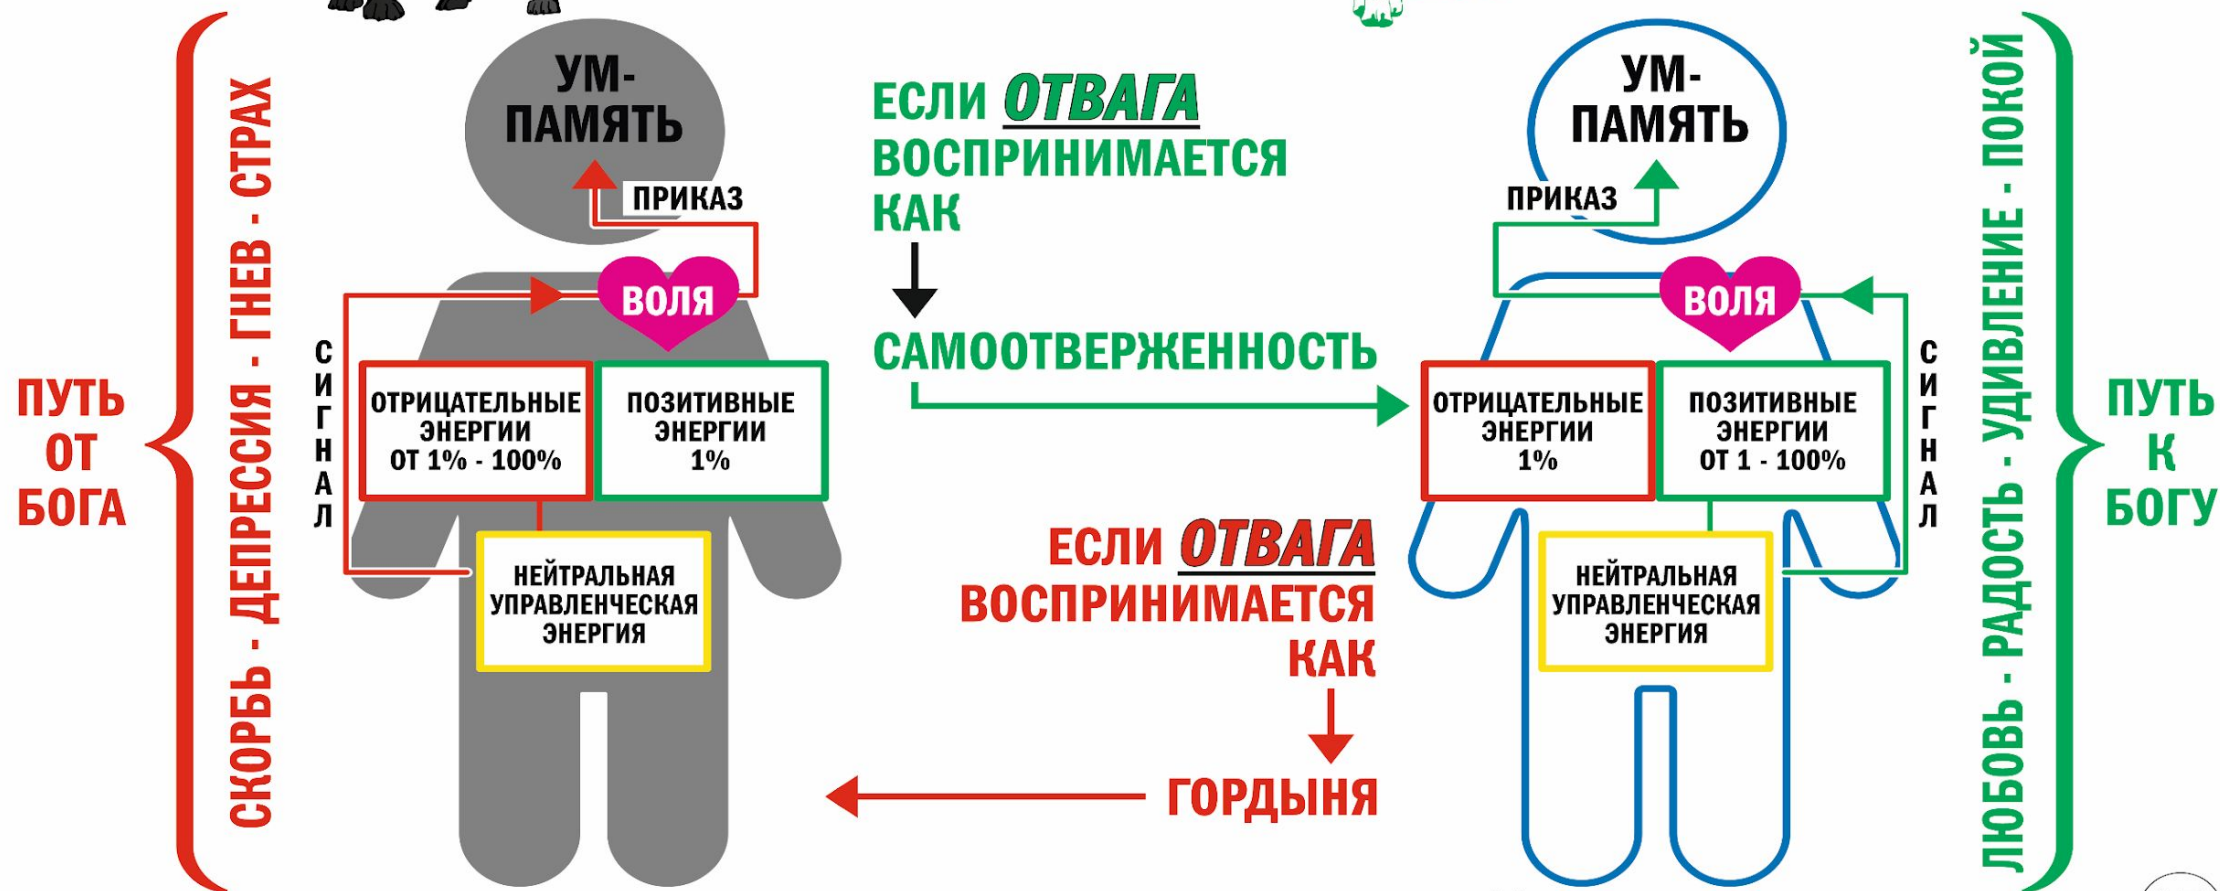 ПУТЬ
ОТ
БОГА
СКОРБЬ - ДЕПРЕССИЯ - ГНЕВ - СТРАХ
УМ-
ПАМЯТЬ
ПРИКАЗ
ВОЛЯ
СИГНАЛ
ОТРИЦАТЕЛЬНЫЕ
ЭНЕРГИИ
ОТ 1% - 100%
ПОЗИТИВНЫЕ
ЭНЕРГИИ
1%
НЕЙТРАЛЬНАЯ
УПРАВЛЕНЧЕСКАЯ
ЭНЕРГИЯ
ЕСЛИ ОТВАГА
ВОСПРИНИМАЕТСЯ
КАК
САМООТВЕРЖЕННОСТЬ
ЕСЛИ ОТВАГА
ВОСПРИНИМАЕТСЯ
КАК
ГОРДЫНЯ
УМ-
ПАМЯТЬ
ПРИКАЗ
ВОЛЯ
ОТРИЦАТЕЛЬНЫЕ
ЭНЕРГИИ
1%
ПОЗИТИВНЫЕ
ЭНЕРГИИ
ОТ 1 - 100%
НЕЙТРАЛЬНАЯ
УПРАВЛЕНЧЕСКАЯ
ЭНЕРГИЯ
СИГНАЛ
ЛЮБОВЬ - РАДОСТЬ - УДИВЛЕНИЕ - ПОКОЙ
ПУТЬ
К
БОГУ